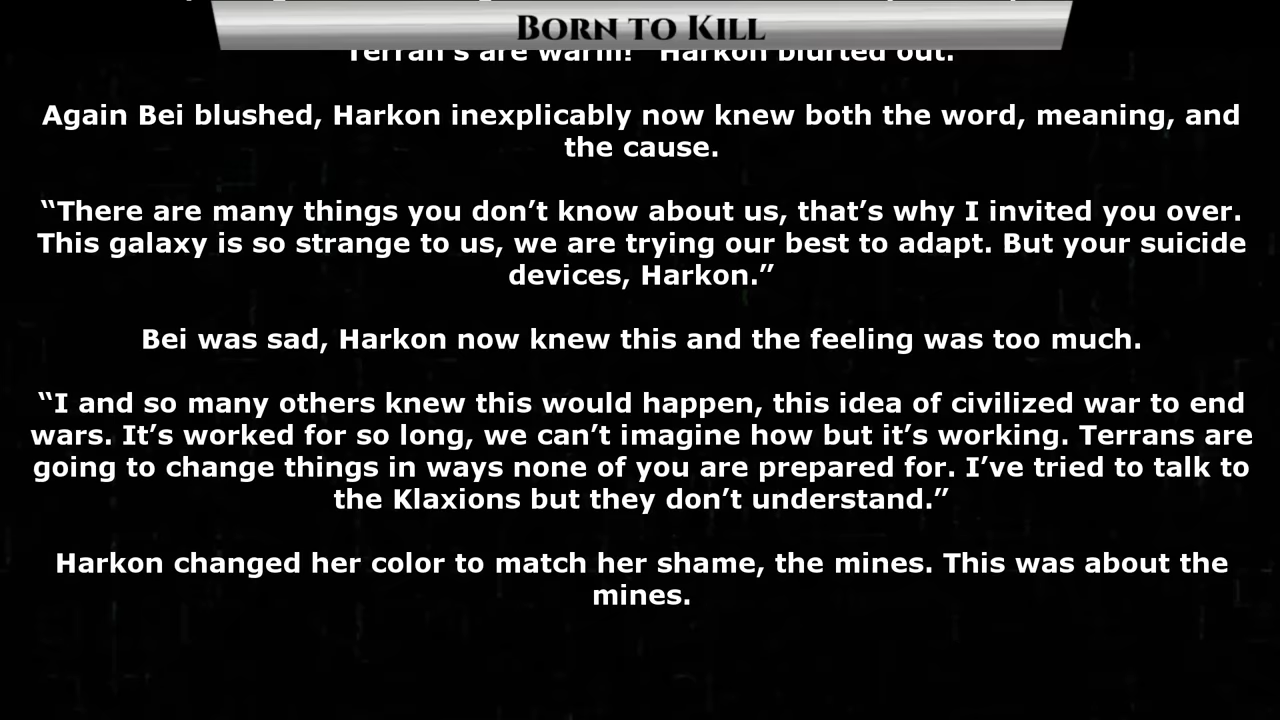 Born to Kill
Terran's are warm!" Harkon blurted out.
Again Bei blushed, Harkon inexplicably now knew both the word, meaning, and
the cause.
“There are many things you don’t know about us, that’s why I invited you over.
This galaxy is so strange to us, we are trying our best to adapt. But your suicide
devices, Harkon.”
Bei was sad, Harkon now knew this and the feeling was too much.
“I and so many others knew this would happen, this idea of civilized war to end
wars. It’s worked for so long, we can’t imagine how but it’s working. Terrans are
going to change things in ways none of you are prepared for. I’ve tried to talk to
the Klaxions but they don’t understand.”
Harkon changed her color to match her shame, the mines. This was about the
mines.